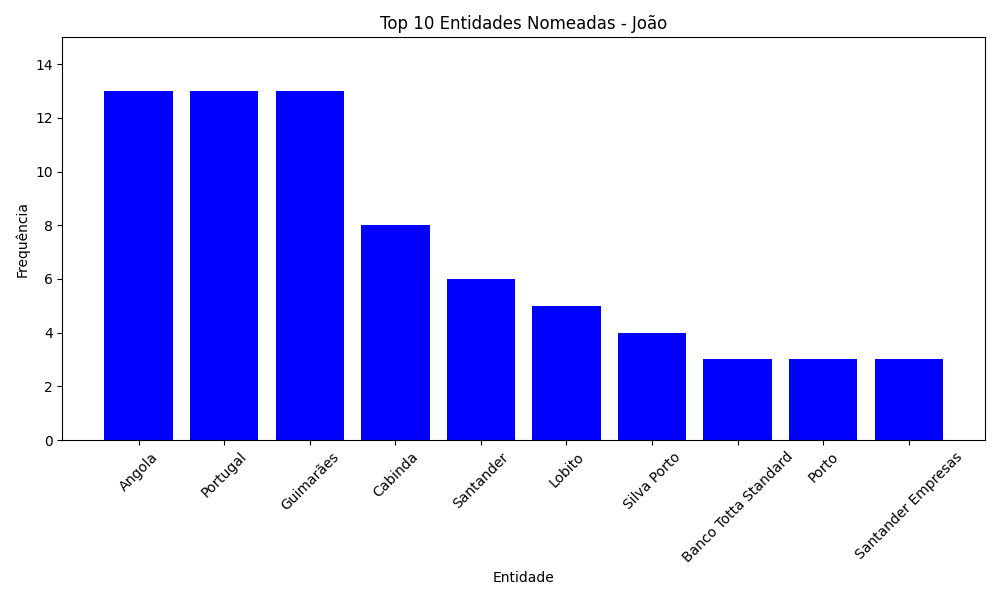 Top 10 Entidades Nomeadas - João
14
12
10
8
6
4
2
0
Frequência
Angola
Portugal
Guimarães
Cabinda
Santander
Lobito
Silva Porto
Banco Totta Standard
Porto
Santander Empresas
Entidade